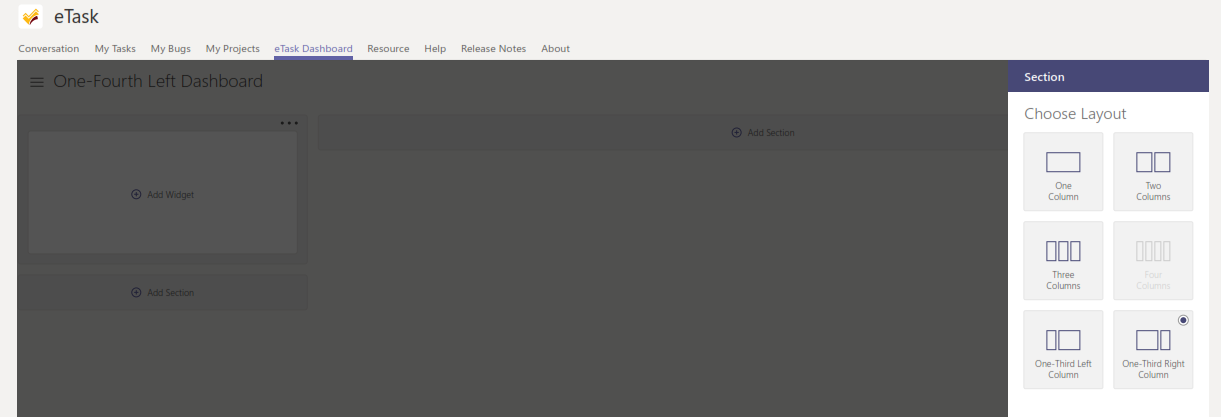 eTask
Conversation My Tasks My Bugs My Projects eTask Dashboard Resource Help Release Notes About
One-Fourth Left Dashboard
Add Widget
Add Section
Add Section
Section
Choose Layout
One
Column
Two
Columns
Three
Columns
Four
Columns
One-Third Left
Column
One-Third Right
Column